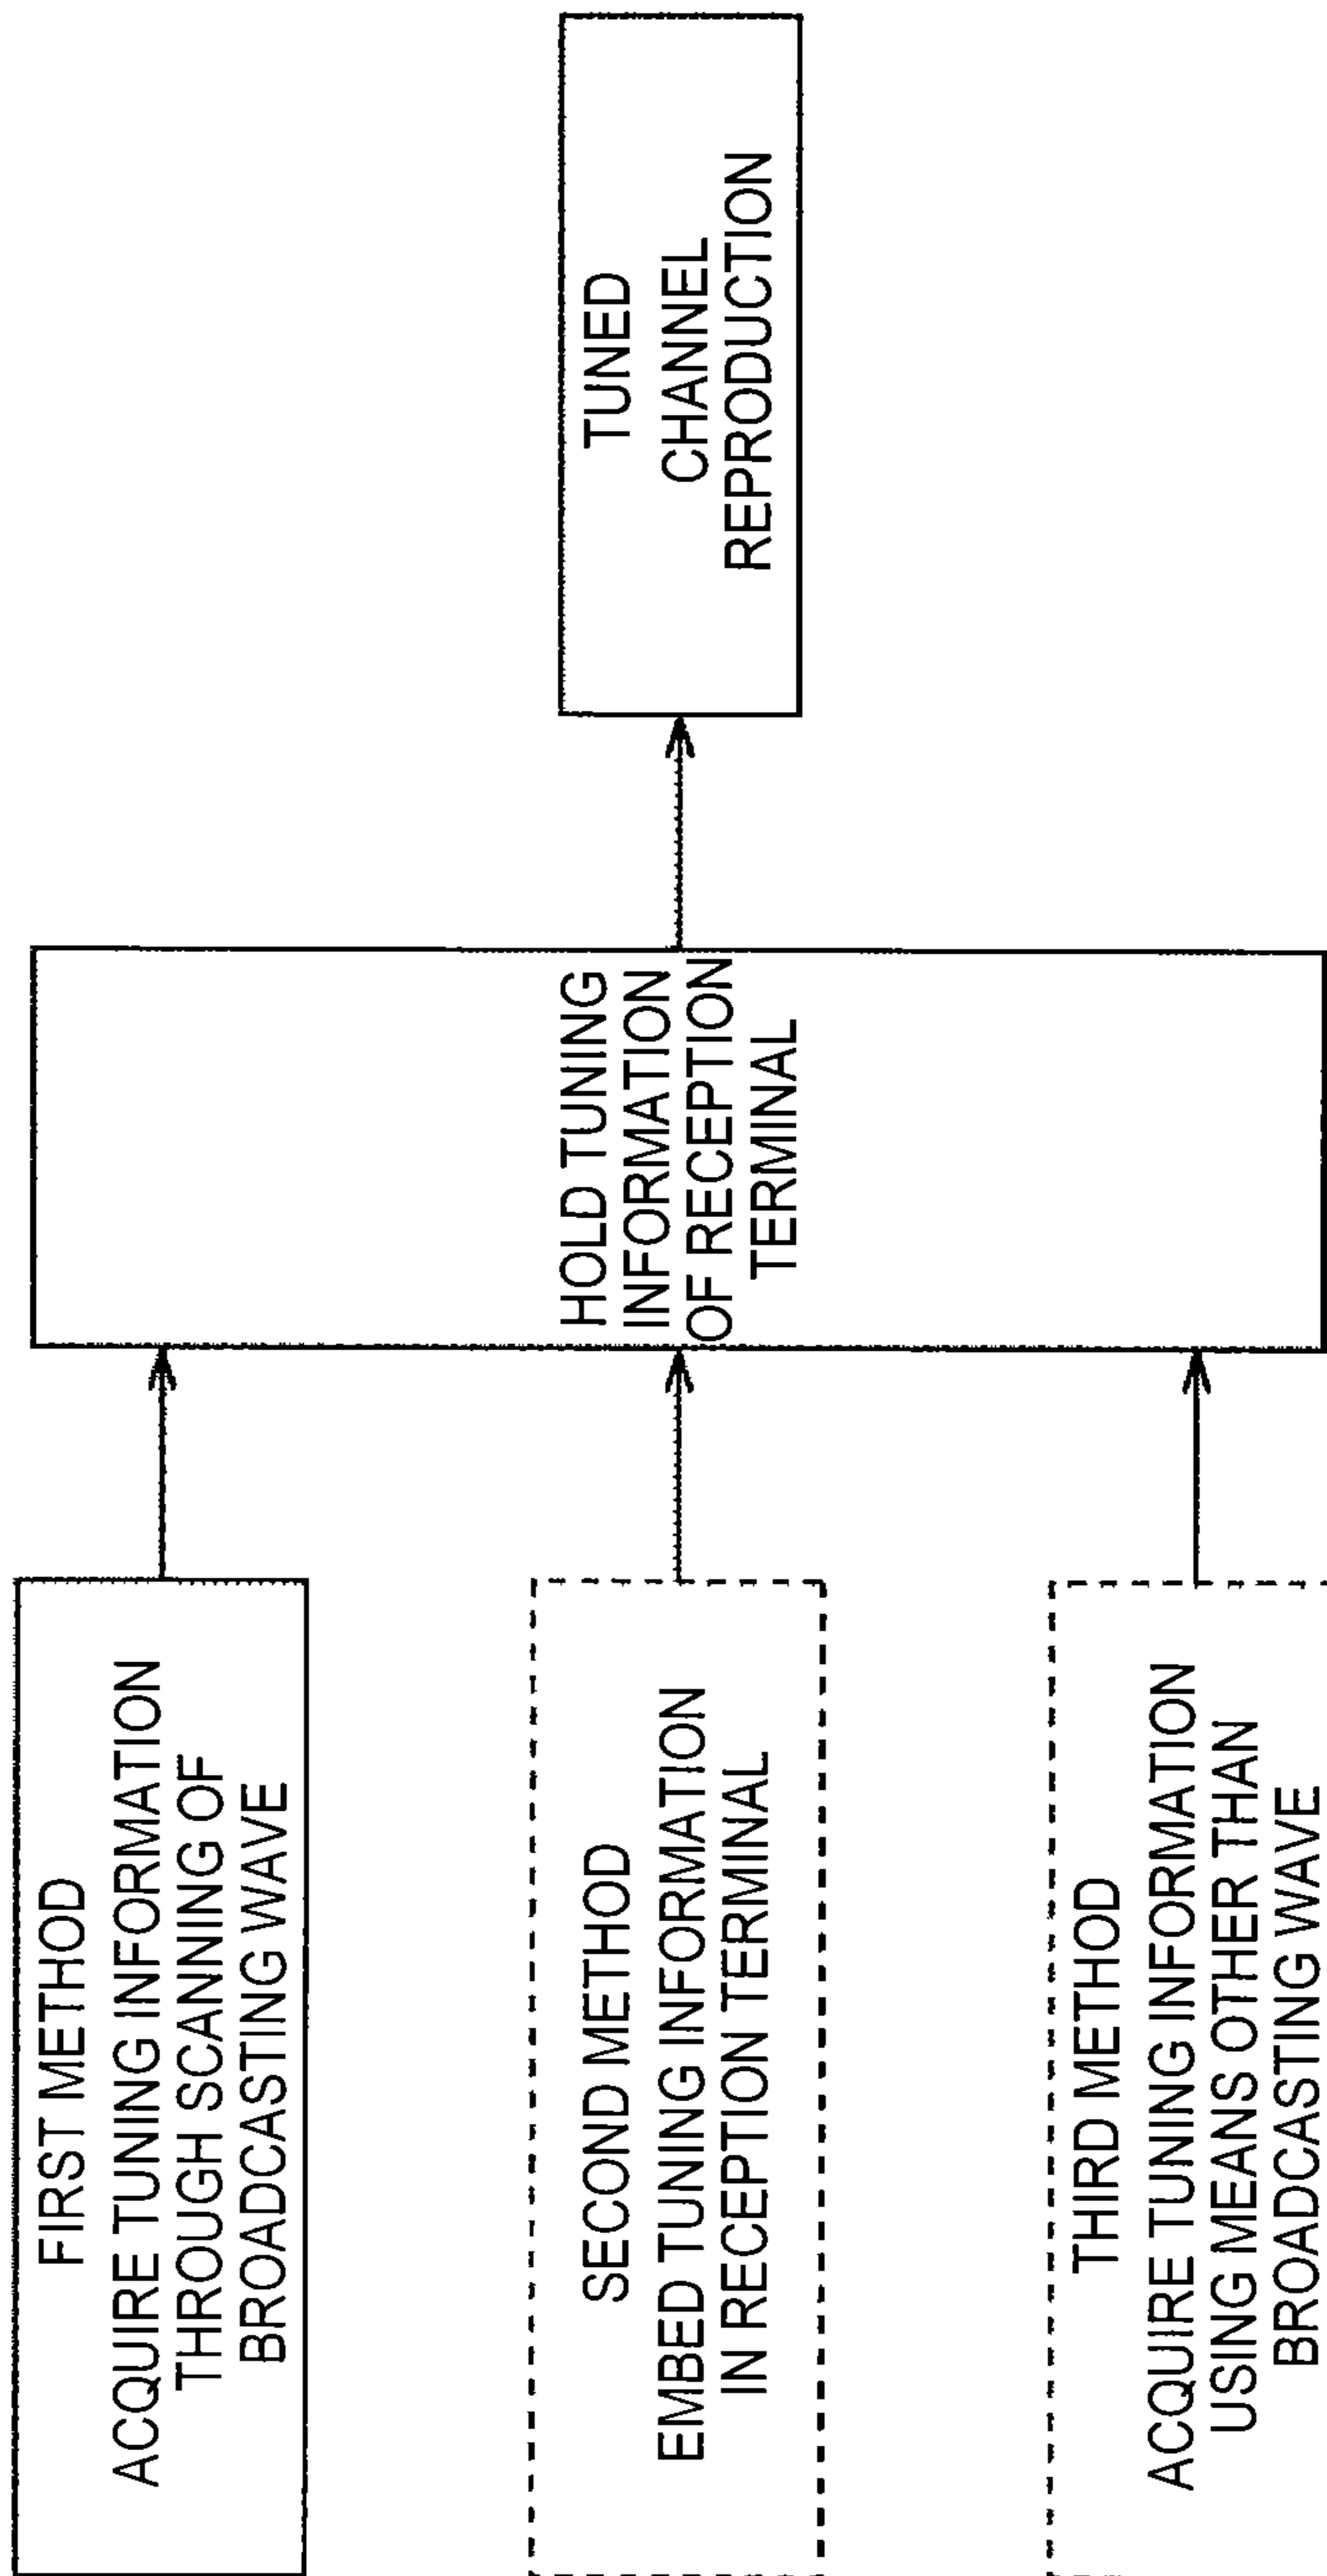 FIRST METHOD
ACQUIRE TUNING INFORMATION
THROUGH SCANNING OF
BROADCASTING WAVE
SECOND METHOD
EMBED TUNING INFORMATION
IN RECEPTION TERMINAL
THIRD METHOD
ACQUIRE TUNING INFORMATION
USING MEANS OTHER THAN
BROADCASTING WAVE
HOLD TUNING
INFORMATION
OF RECEPTION
TERMINAL
TUNED
CHANNEL
REPRODUCTION